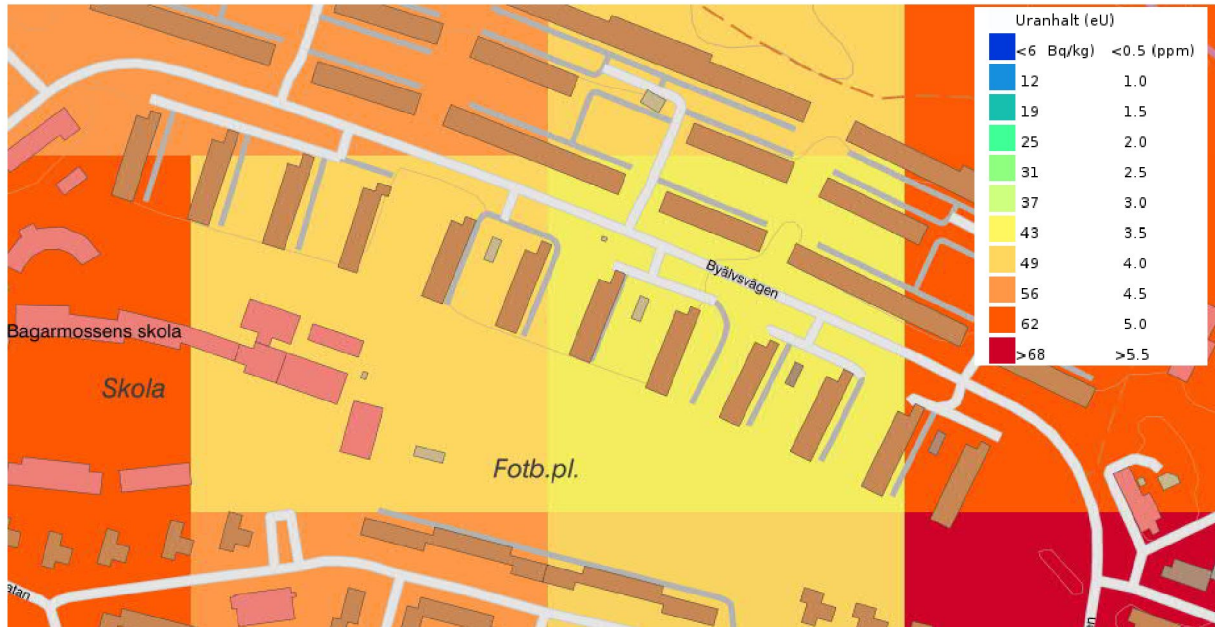 Uranhalt (eU)
<6 Bq/kg) <0.5 (ppm)
12 1.0
19 1.5
25 2.0
31 2.5
37 3.0
43 3.5
49 4.0
56 4.5
62 5.0
>68 >5.5
Byälvsvägen
Bagarmossens skola
Skola
Fotb.pl.
atan
en